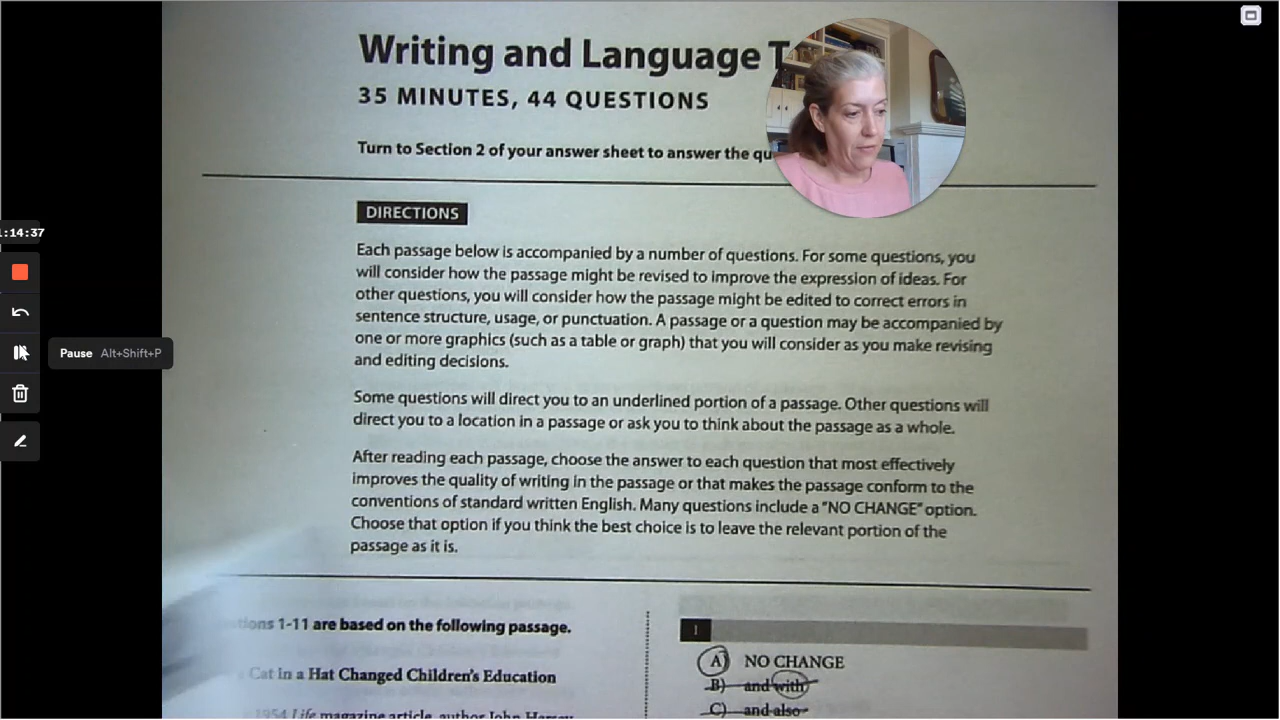 Writing and Language
35 MINUTES, 44 QUESTIONS
Turn to Section 2 of your answer sheet to answer the
DIRECTIONS
Each passage below is accompanied by a number of questions. For some questions, you
will consider how the passage might be revised to improve the expression of ideas. For
other questions, you will consider how the passage might be edited to correct errors in
sentence structure, usage, or punctuation. A passage or a question may be accompanied by
one or more graphics (such as a table or graph) that you will consider as you make revising
and editing decisions.
Some questions will direct you to an underlined portion of a passage. Other questions will
direct you to a location in a passage or ask you to think about the passage as a whole.
After reading each passage, choose the answer to each question that most effectively
improves the quality of writing in the passage or that makes the passage conform to the
conventions of standard written English. Many questions include a "NO CHANGE" option.
Choose that option if you think the best choice is to leave the relevant portion of the
passage as it is.
1-11 are based on the following passage.
Cat in a Hat Changed Children's Education
1954 Life magazine article, author John
1
A) NO CHANGE
B) and with
C) and also
:14:37
Pause Alt+Shift+P